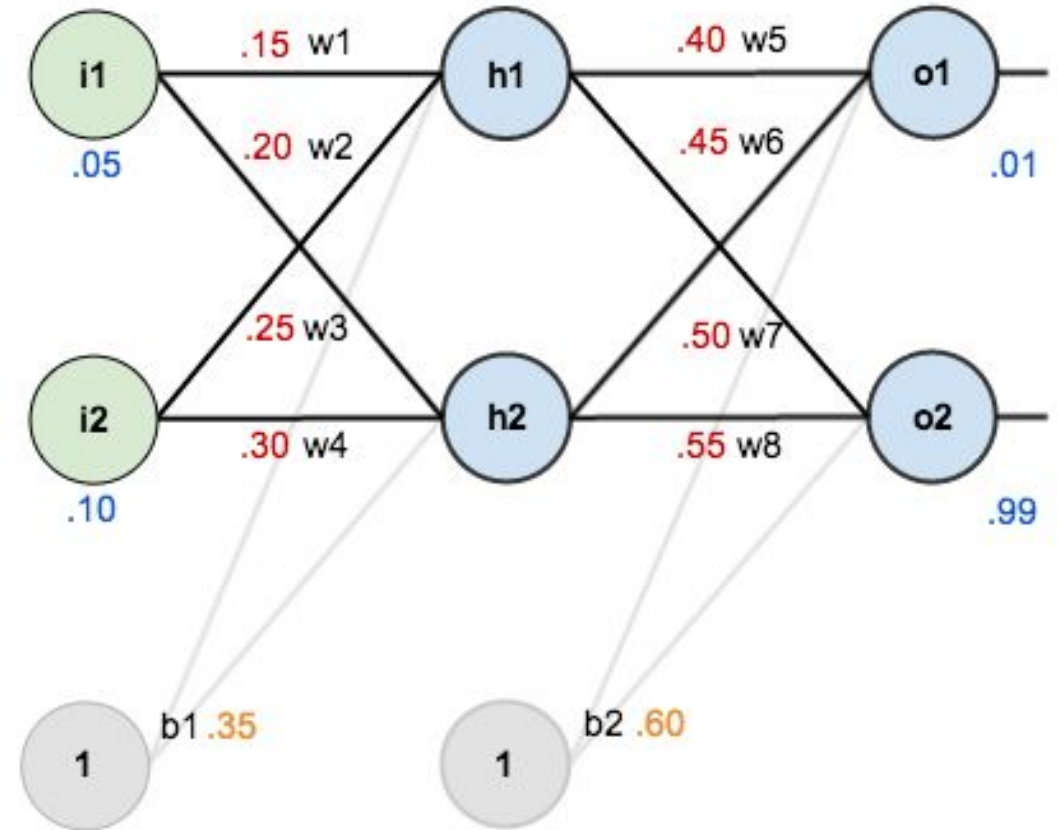 .15 w1
.40 w5
i1
h1
o1
.20 w2
.45 w6
.05
.01
.25 w3
.50 w7
i2
h2
o2
.30 w4
.55 w8
.10
.99
b1 .35
b2 .60
1
1